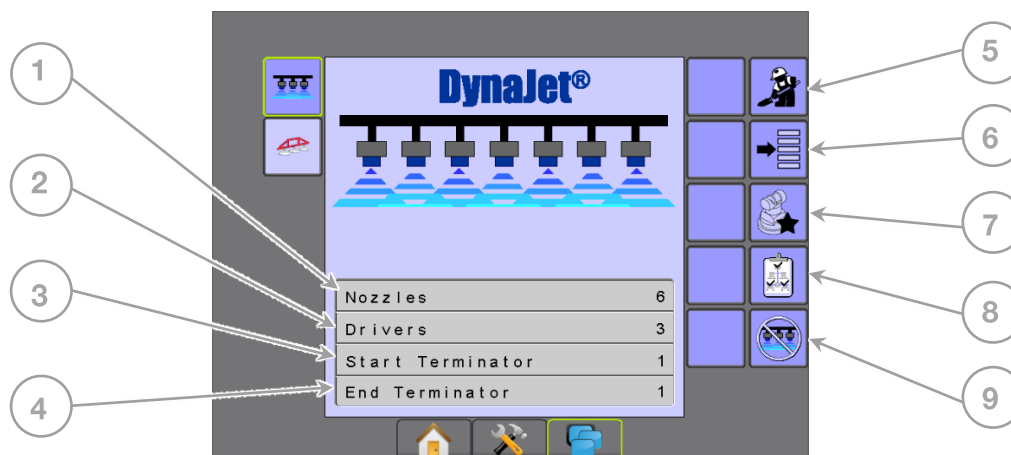 DynaJet®
Nozzles 6
Drivers 3
Start Terminator 1
End Terminator 1
1
2
3
4
5
6
7
8
9